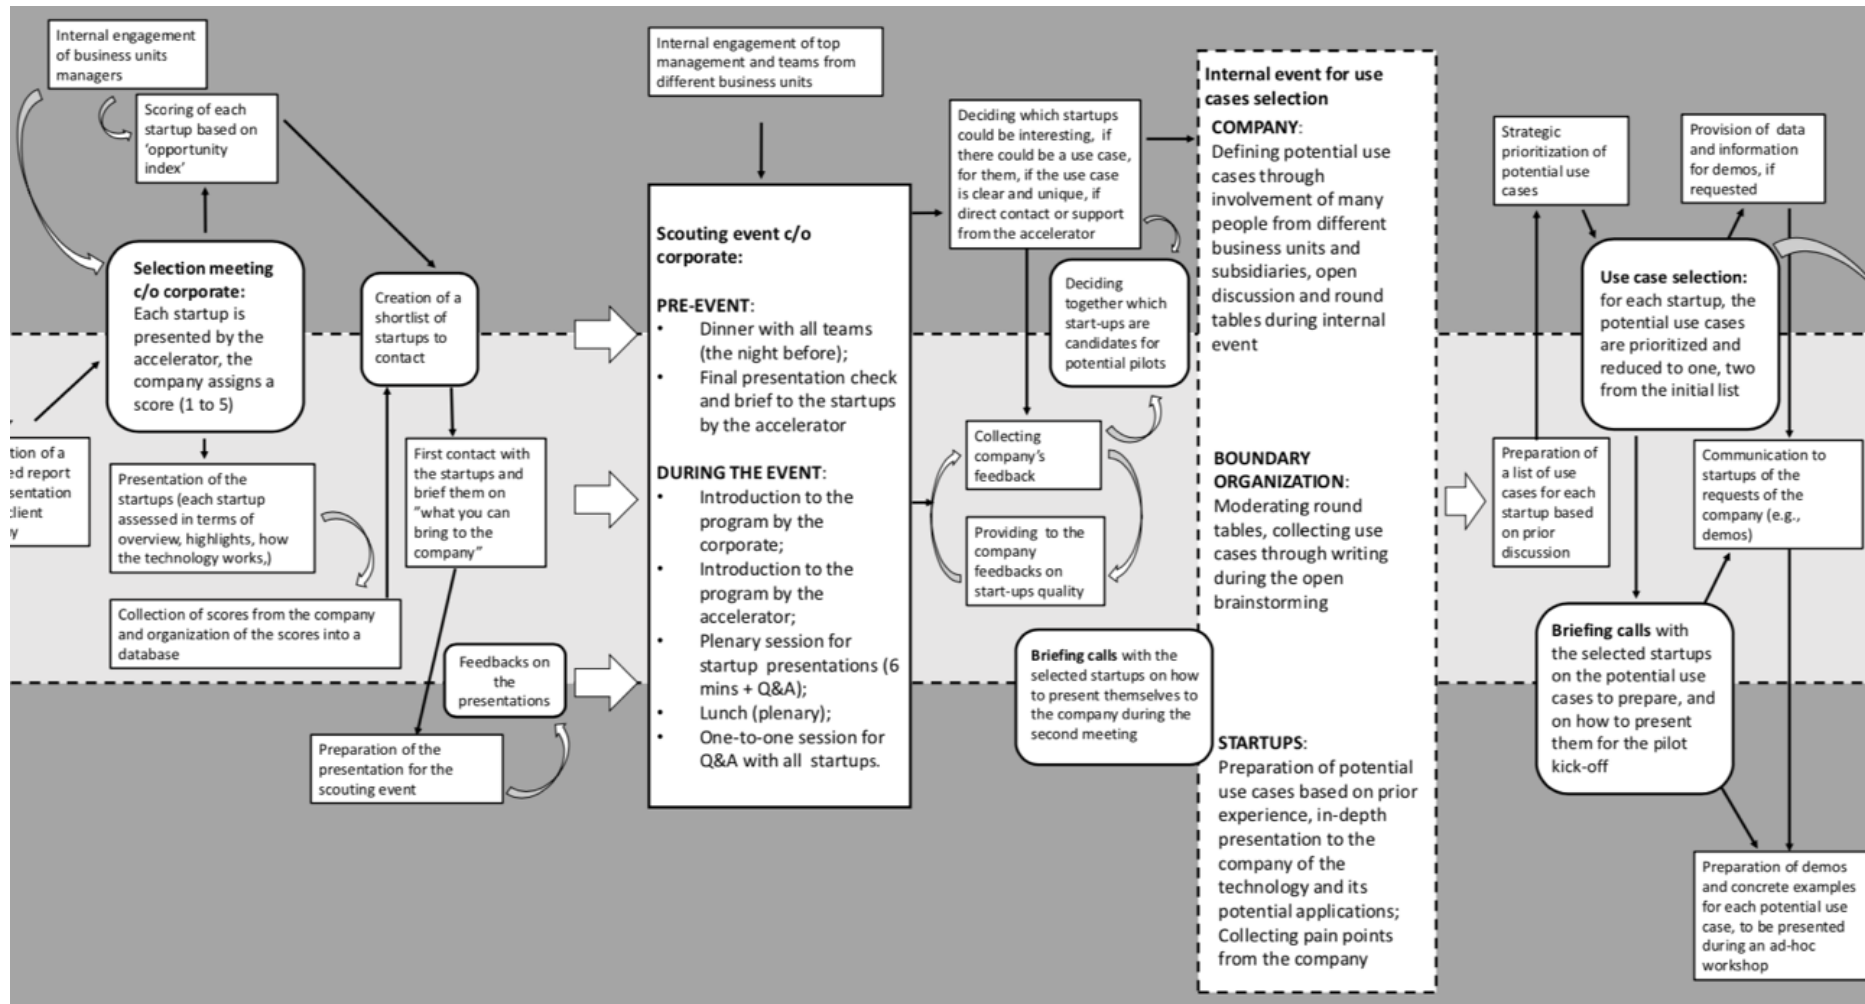 Internal engagement
of business units
managers
Scoring of each
startup based on
‘opportunity
index’
Selection meeting
c/o corporate:
Each startup is
presented by the
accelerator, the
company assigns a
score (1 to 5)
Creation of a
shortlist of
startups to
contact
tion of a
ed report
sentation
client
y
Presentation of the
startups (each startup
assessed in terms of
overview, highlights, how
the technology works,)
Collection of scores from the company
and organization of the scores into a
database
First contact with
the startups and
brief them on
”what you can
bring to the
company”
Feedbacks on
the
presentations
Preparation of the
presentation for the
scouting event
Internal engagement of top
management and teams from
different business units
Scouting event c/o
corporate:
PRE-EVENT:
• Dinner with all teams
(the night before);
• Final presentation check
and brief to the startups
by the accelerator
DURING THE EVENT:
• Introduction to the
program by the
corporate;
• Introduction to the
program by the
accelerator;
• Plenary session for
startup presentations (6
mins + Q&A);
• Lunch (plenary);
• One-to-one session for
Q&A with all startups.
Deciding which startups
could be interesting, if
there could be a use case,
for them, if the use case
is clear and unique, if
direct contact or support
from the accelerator
Deciding
together which
start-ups are
candidates for
potential pilots
Collecting
company’s
feedback
Providing to the
company
feedbacks on
start-ups quality
Briefing calls with the
selected startups on how
to present themselves to
the company during the
second meeting
Internal event for use
cases selection
COMPANY:
Defining potential use
cases through
involvement of many
people from different
business units and
subsidiaries, open
discussion and round
tables during internal
event
BOUNDARY
ORGANIZATION:
Moderating round
tables, collecting use
cases through writing
during the open
brainstorming
STARTUPS:
Preparation of potential
use cases based on prior
experience, in-depth
presentation to the
company of the
technology and its
potential applications;
Collecting pain points
from the company
Strategic
prioritization of
potential use
cases
Provision of data
and information
for demos, if
requested
Use case selection:
for each startup, the
potential use cases
are prioritized and
reduced to one, two
from the initial list
Preparation of
a list of use
cases for each
startup based
on prior
discussion
Communication to
startups of the
requests of the
company (e.g.,
demos)
Briefing calls with
the selected startups
on the potential use
cases to prepare, and
on how to present
them for the pilot
kick-off
Preparation of demos
and concrete examples
for each potential use
case, to be presented
during an ad-hoc
workshop